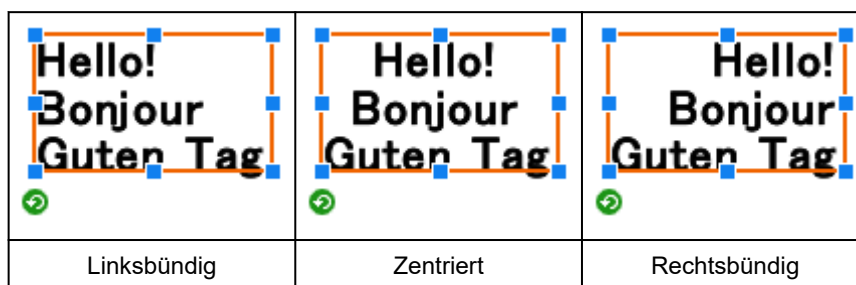 Hello!
Bonjour
Guten Tag
Hello!
Bonjour
Guten Tag
Hello!
Bonjour
Guten Tag
Linksbündig
Zentriert
Rechtsbündig